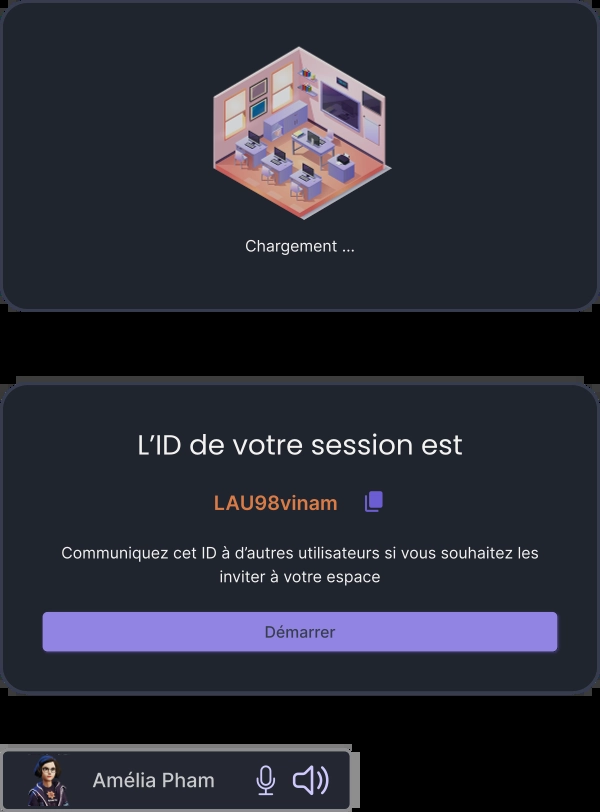 Chargement ...
L’ID de votre session est
LAU98vinam
Communiquez cet ID à d’autres utilisateurs si vous souhaitez les
inviter à votre espace
Démarrer
Amélia Pham